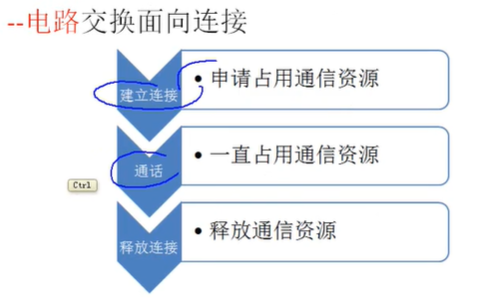 --电路交换面向连接
建立连接
• 申请占用通信资源
通话
• 一直占用通信资源
Ctrl
释放连接
• 释放通信资源